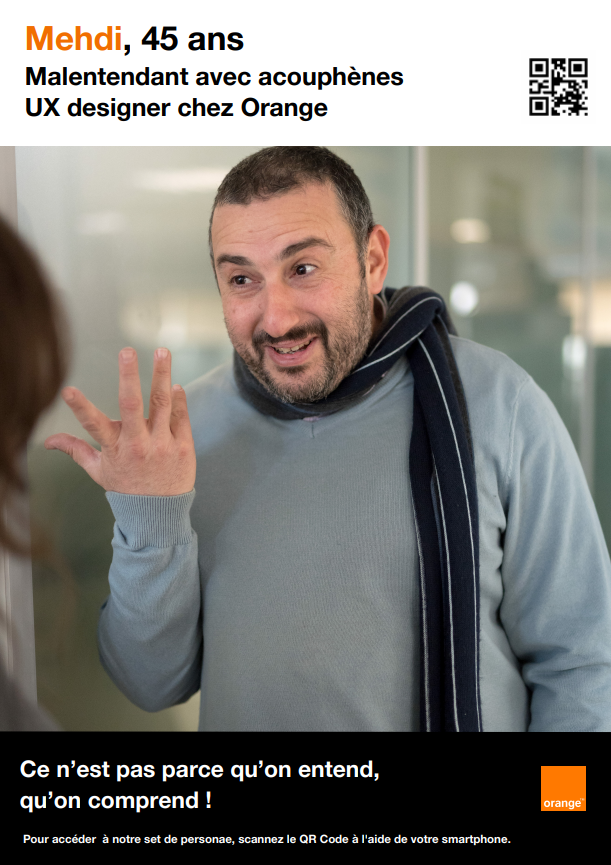 Mehdi, 45 ans
Malentendant avec acouphènes
UX designer chez Orange
Ce n’est pas parce qu’on entend,
qu’on comprend !
orange™
Pour accéder à notre set de personae, scannez le QR Code à l'aide de votre smartphone.